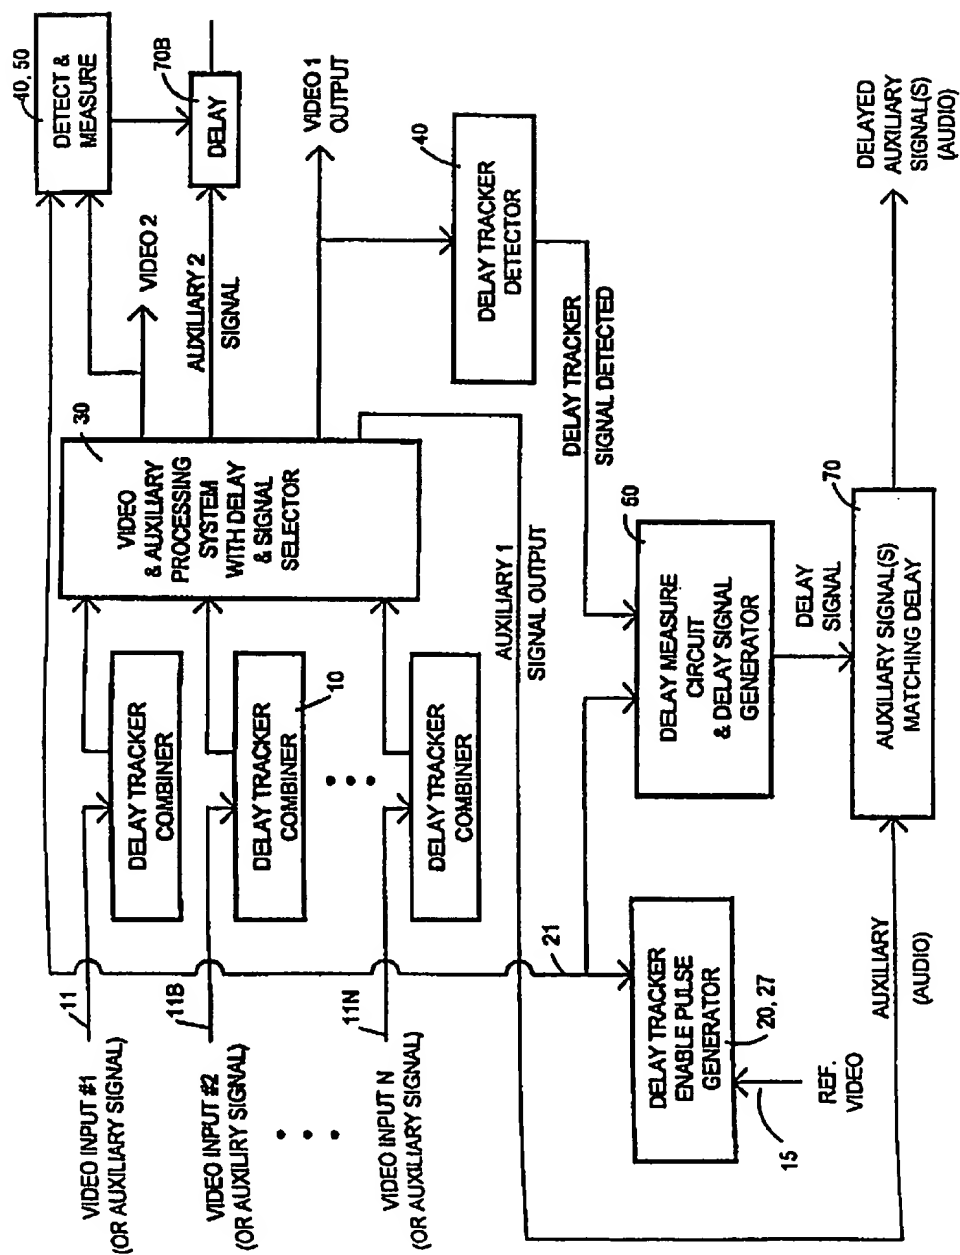 VIDEO INPUT #1
(OR AUXILIARY SIGNAL)
11
VIDEO INPUT #2
(OR AUXILIRY SIGNAL)
11B
VIDEO INPUT N
(OR AUXILIARY SIGNAL)
11N
DELAY TRACKER
COMBINER
DELAY TRACKER
COMBINER
10
DELAY TRACKER
COMBINER
30
VIDEO
& AUXILIARY
PROCESSING
SYSTEM
WITH DELAY
& SIGNAL
SELECTOR
40, 50
DETECT &
MEASURE
VIDEO 2
AUXILIARY 2
SIGNAL
70B
DELAY
VIDEO 1
OUTPUT
AUXILIARY 1
SIGNAL OUTPUT
40
DELAY TRACKER
DETECTOR
DELAY TRACKER
SIGNAL DETECTED
21
DELAY TRACKER
ENABLE PULSE
GENERATOR
20, 27
15
REF.
VIDEO
50
DELAY MEASURE
CIRCUIT
& DELAY SIGNAL
GENERATOR
DELAY
SIGNAL
AUXILIARY
(AUDIO)
70
AUXILIARY SIGNAL(S)
MATCHING DELAY
DELAYED
AUXILIARY
SIGNAL(S)
(AUDIO)